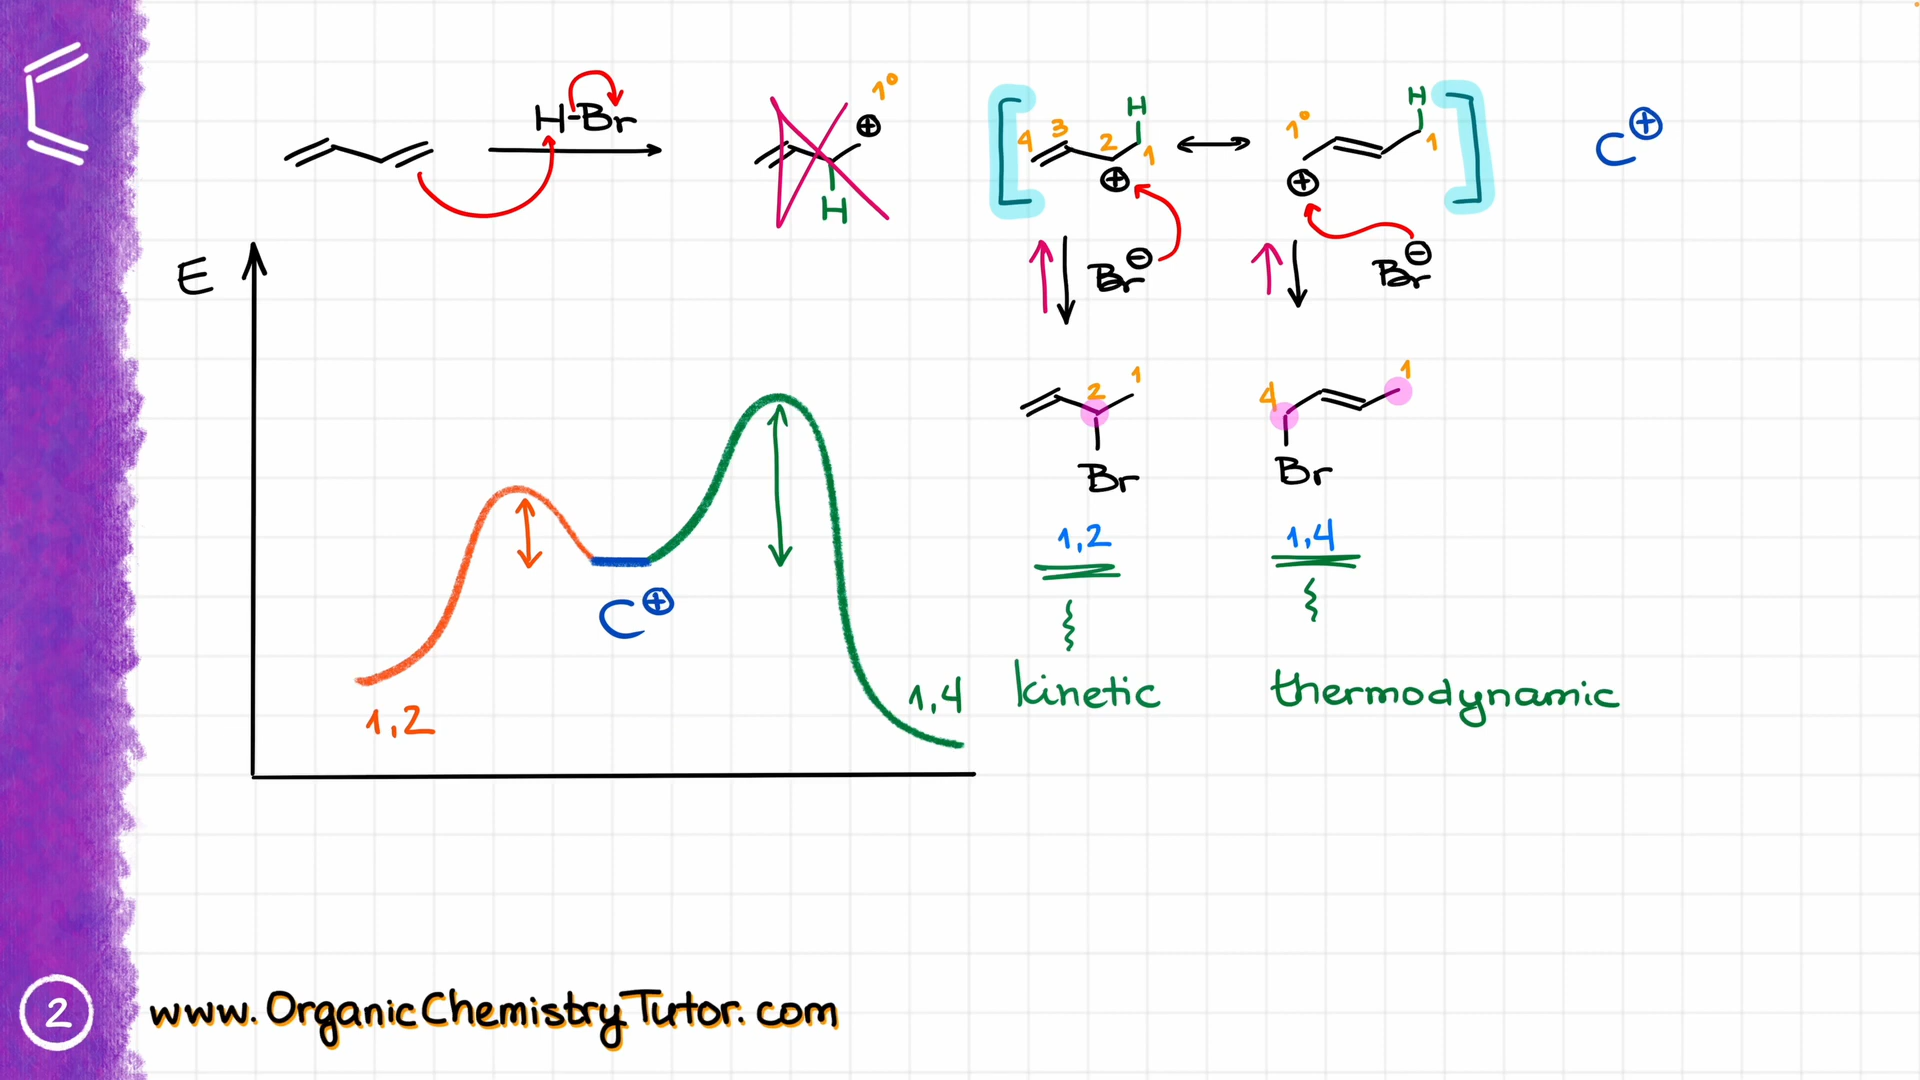 H-Br
1°
⊕
H
4 3 2 1
H
⊕
1°
H
1
⊕
C⊕
E
Br⊖
Br⊖
2 1
Br
4 1
Br
1,2
1,4
kinetic
thermodynamic
C⊕
1,2
1,4
2
www.OrganicChemistryTutor.com